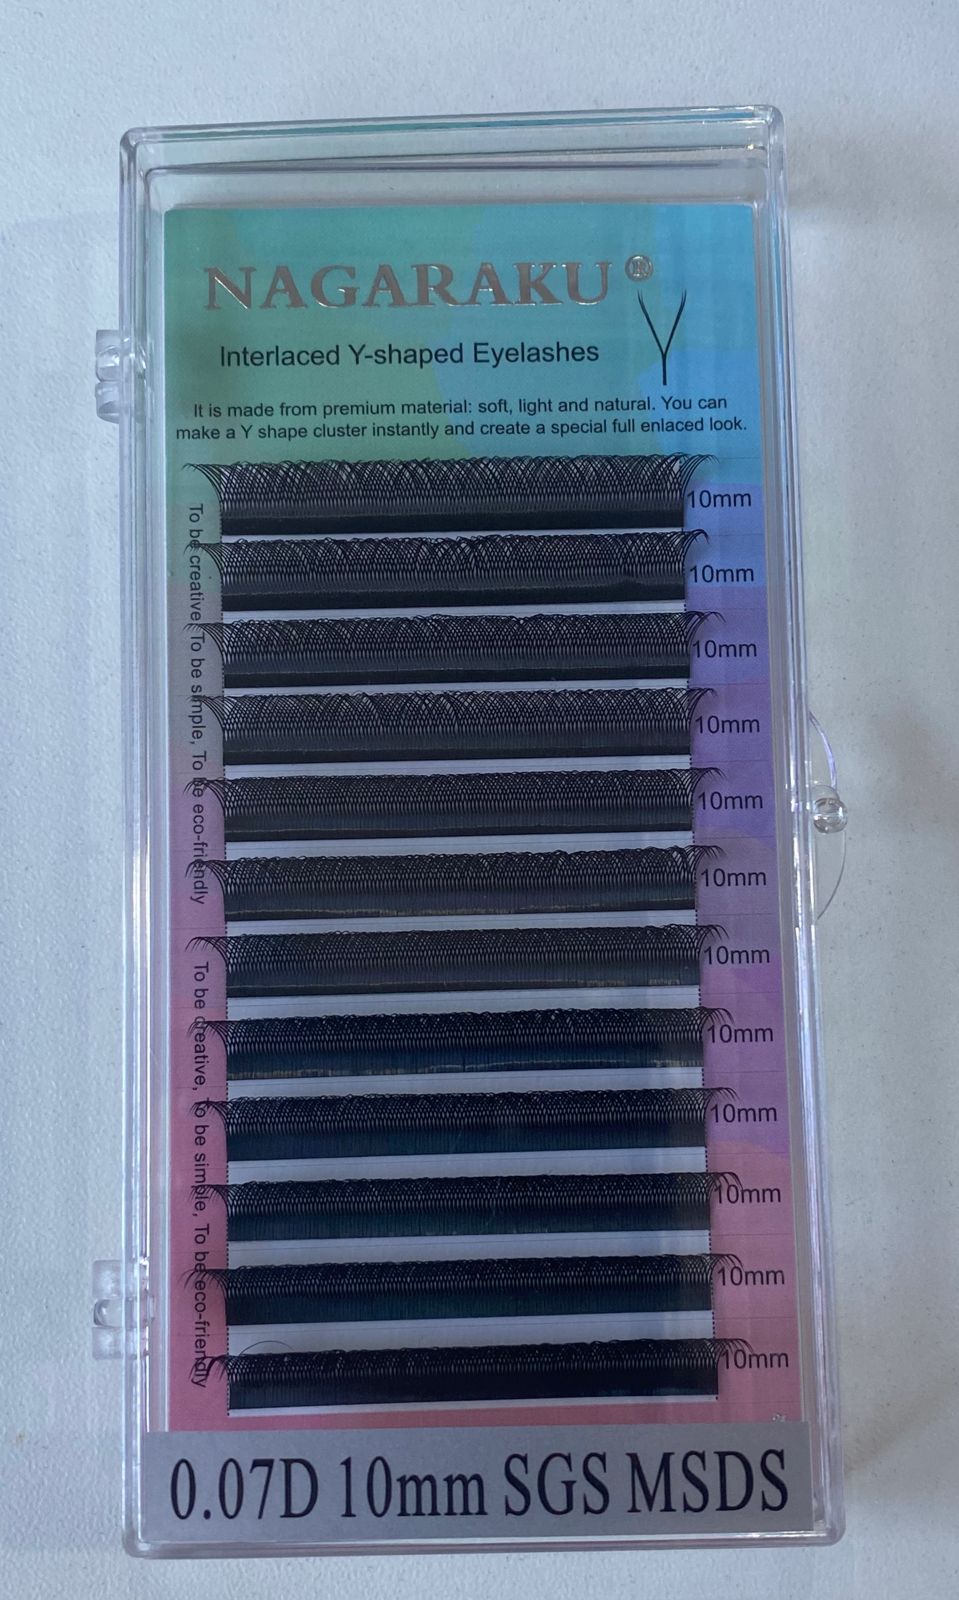 NAGARAKU®
Interlaced Y-shaped Eyelashes
It is made from premium material: soft, light and natural. You can
make a Y shape cluster instantly and create a special full enlaced look.
10mm
10mm
10mm
10mm
10mm
10mm
10mm
10mm
10mm
10mm
10mm
10mm
To be creative, To be simple, To be eco-friendly
To be creative, To be simple, To be eco-friendly
0.07D 10mm SGS MSDS